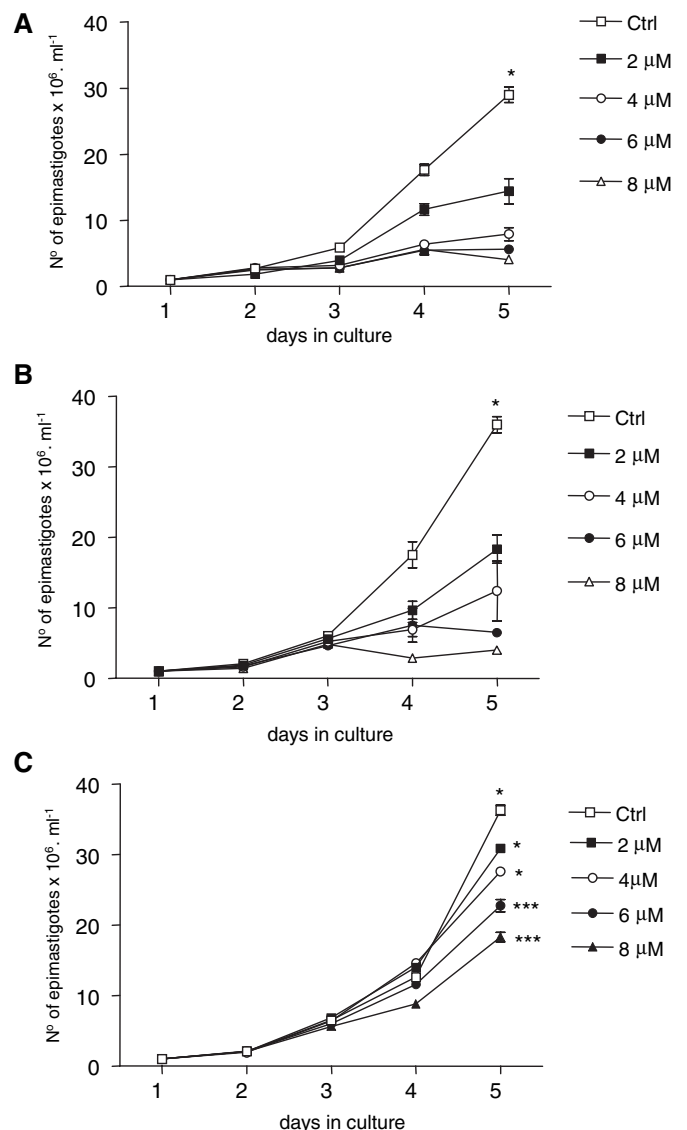 A
Nº of epimastigotes x 10⁶. ml⁻¹
40
30
20
10
0
*
1 2 3 4 5
days in culture
Ctrl
2 µM
4 µM
6 µM
8 µM
B
Nº of epimastigotes x 10⁶. ml⁻¹
40
30
20
10
0
*
1 2 3 4 5
days in culture
Ctrl
2 µM
4 µM
6 µM
8 µM
C
Nº of epimastigotes x 10⁶. ml⁻¹
40
30
20
10
0
*
*
*
***
***
1 2 3 4 5
days in culture
Ctrl
2 µM
4µM
6 µM
8 µM